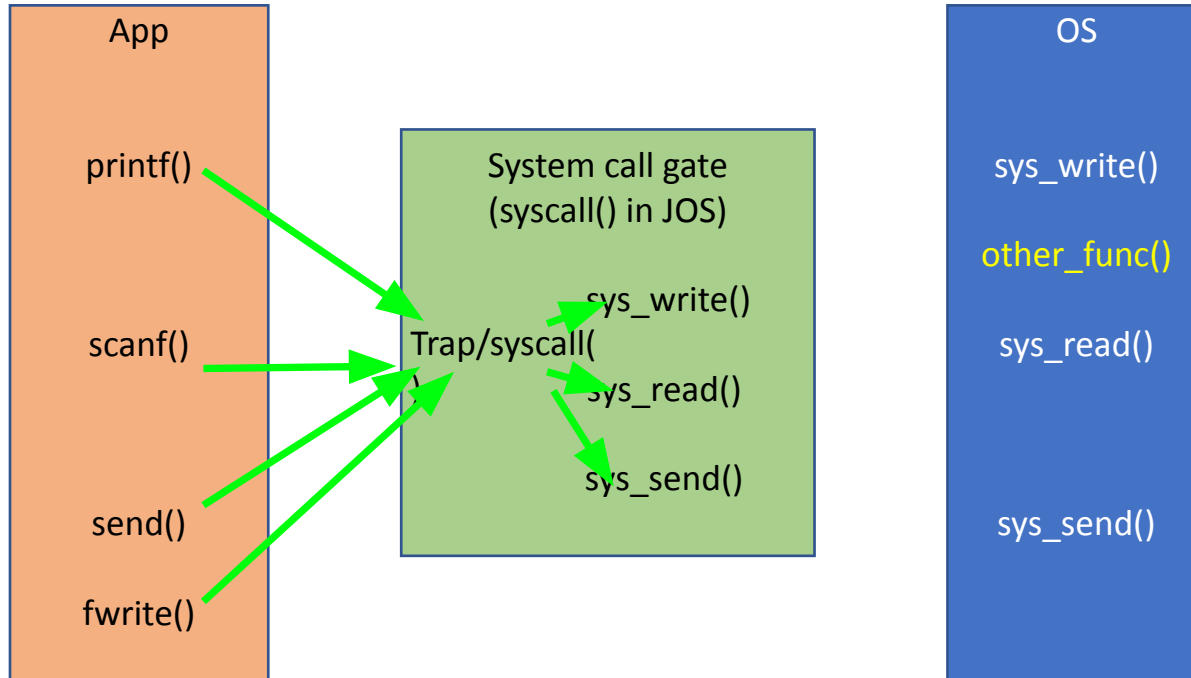 App
printf()
scanf()
send()
fwrite()
System call gate
(syscall() in JOS)
Trap/syscall(
)
sys_write()
sys_read()
sys_send()
OS
sys_write()
other_func()
sys_read()
sys_send()